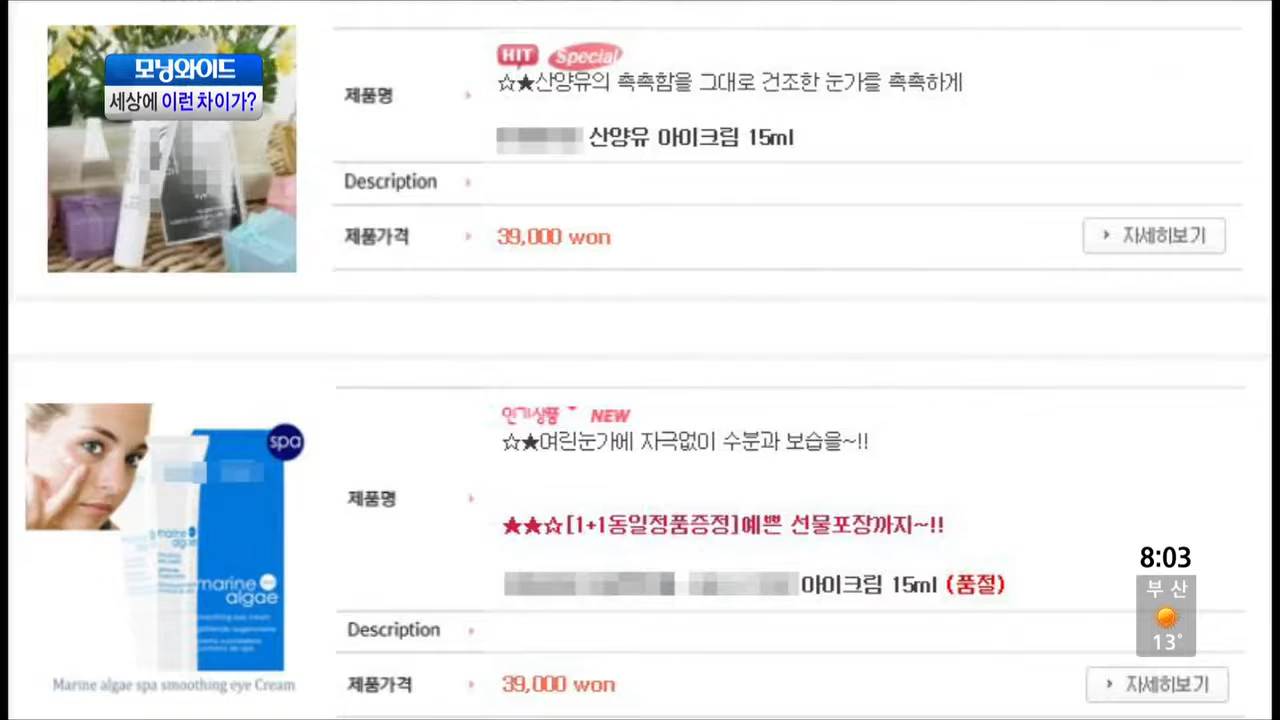 모닝와이드
세상에 이런 차이가?
HIT Special
☆★산양유의 촉촉함을 그대로 건조한 눈가를 촉촉하게
제품명
산양유 아이크림 15ml
Description
제품가격
39,000 won
자세히보기
인기상품 NEW
☆★여린눈가에 자극없이 수분과 보습을~!!
spa
제품명
★★☆[1+1동일정품증정]예쁜 선물포장까지~!!
아이크림 15ml (품절)
marine
algae
marine
algae
Description
Marine algae spa smoothing eye Cream
제품가격
39,000 won
자세히보기
8:03
부산
13°